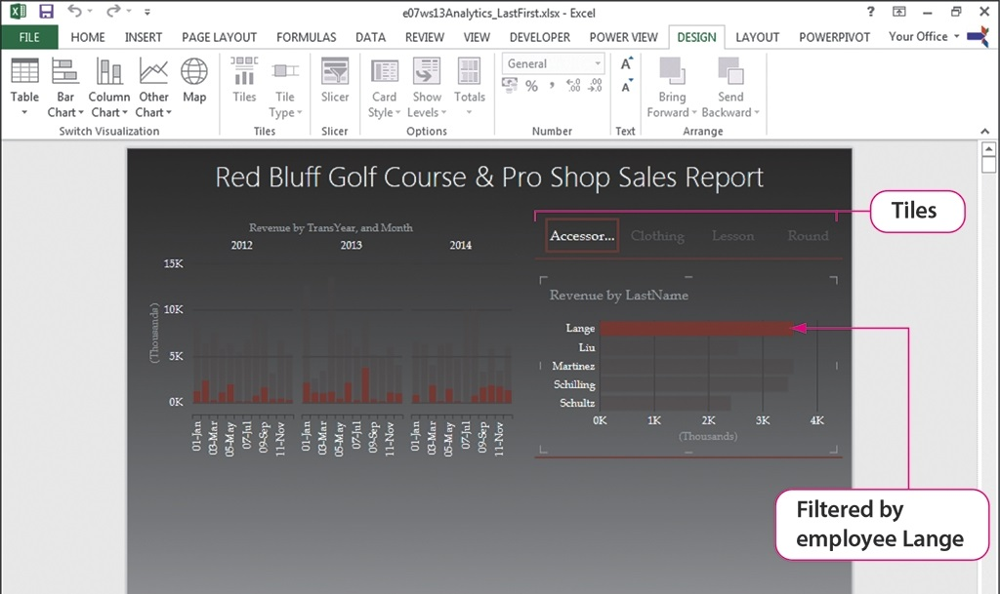 e07ws13Analytics_LastFirst.xlsx - Excel
?
FILE HOME INSERT PAGE LAYOUT FORMULAS DATA REVIEW VIEW DEVELOPER POWER VIEW DESIGN LAYOUT POWERPIVOT Your Office
General
Table Bar Column Other Map Tiles Tile Slicer Card Show Totals % Bring Send
Chart Chart Chart Type Style Levels Forward Backward
Switch Visualization Tiles Slicer Options Number Text Arrange
Red Bluff Golf Course & Pro Shop Sales Report
Tiles
Revenue by TransYear, and Month
2012 2013 2014
Accessor... Clothing Lesson Round
15K
10K
5K
0K
(Thousands)
01-Jan 03-Mar 05-May 07-Jul 09-Sep 11-Nov 01-Jan 03-Mar 05-May 07-Jul 09-Sep 11-Nov 01-Jan 03-Mar 05-May 07-Jul 09-Sep 11-Nov
Revenue by LastName
Lange
Liu
Martinez
Schilling
Schultz
0K 1K 2K 3K 4K
(Thousands)
Filtered by
employee Lange